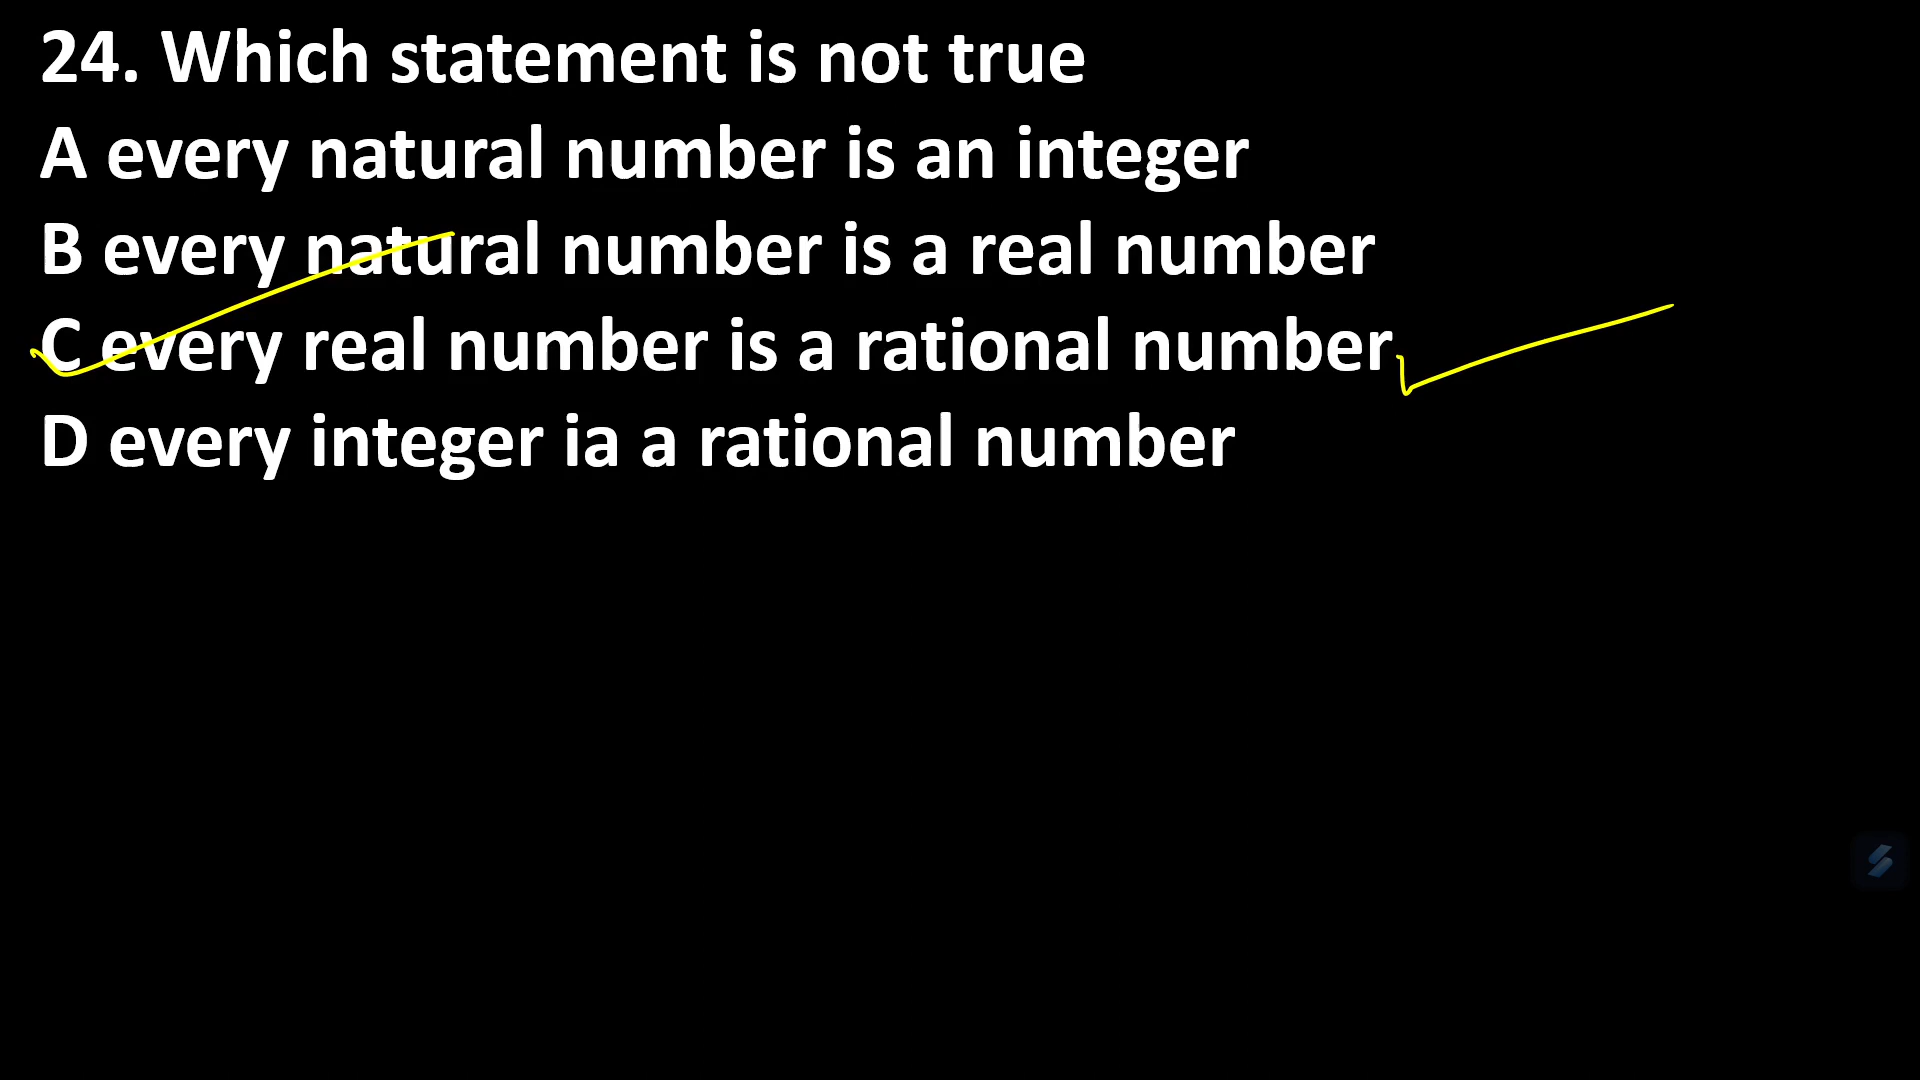 24. Which statement is not true
A every natural number is an integer
B every natural number is a real number
C every real number is a rational number
D every integer ia a rational number